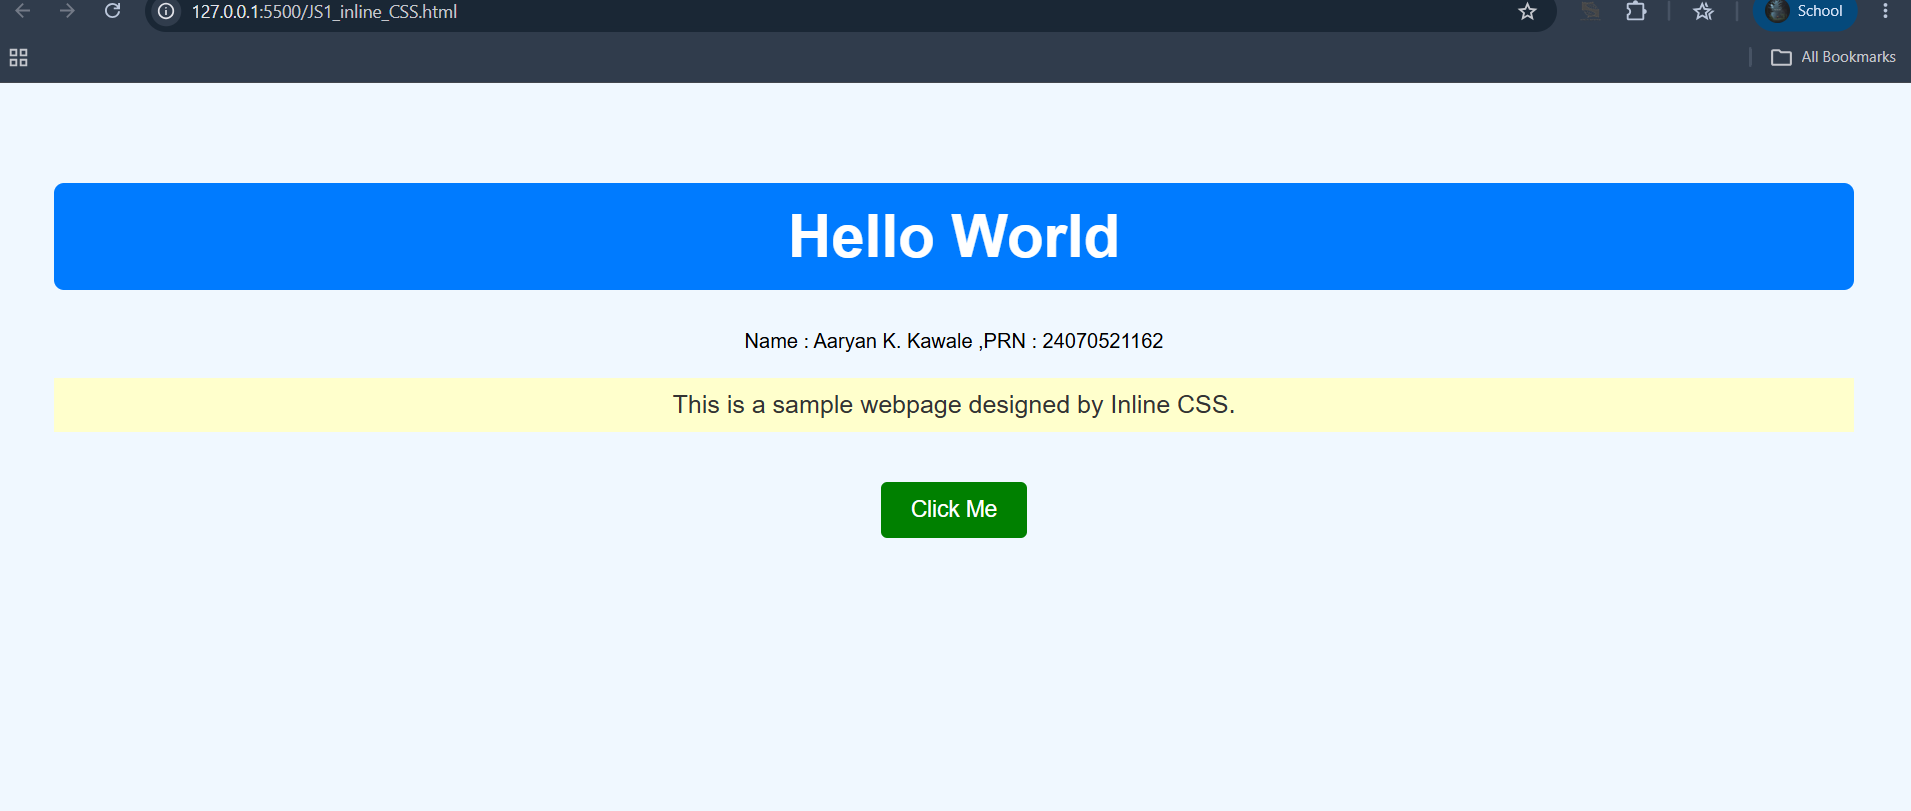 127.0.0.1:5500/JS1_inline_CSS.html
School
All Bookmarks
Hello World
Name : Aaryan K. Kawale ,PRN : 24070521162
This is a sample webpage designed by Inline CSS.
Click Me